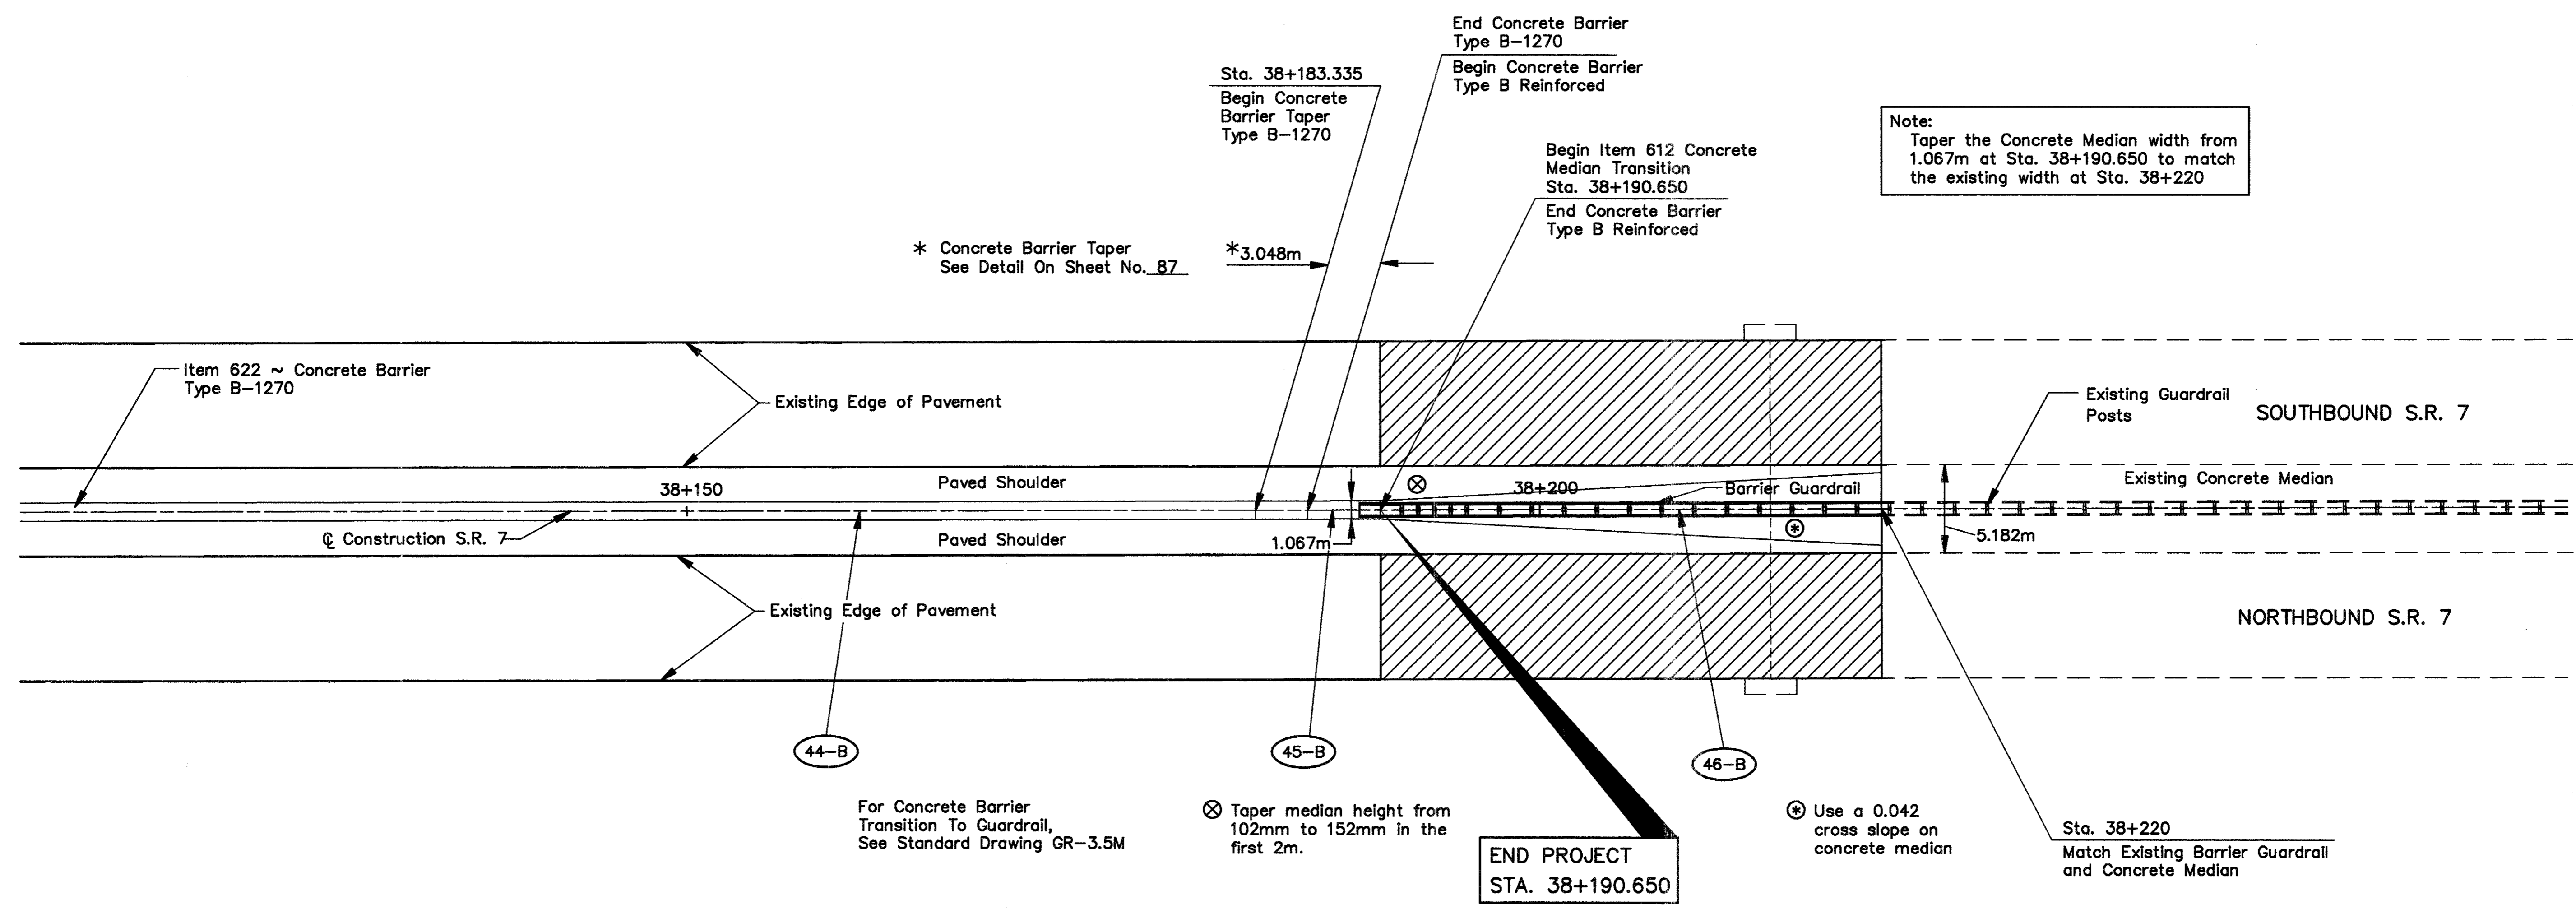 End Concrete Barrier
Type B-1270
Begin Concrete Barrier
Type B Reinforced
Sta. 38+183.335
Begin Concrete
Barrier Taper
Type B-1270
Begin Item 612 Concrete
Median Transition
Sta. 38+190.650
End Concrete Barrier
Type B Reinforced
Note:
Taper the Concrete Median width from
1.067m at Sta. 38+190.650 to match
the existing width at Sta. 38+220
* Concrete Barrier Taper
See Detail On Sheet No. 87
*3.048m
Item 622 ~ Concrete Barrier
Type B-1270
Existing Edge of Pavement
Existing Guardrail
Posts
SOUTHBOUND S.R. 7
Paved Shoulder
38+150
38+200
Barrier Guardrail
Existing Concrete Median
℄ Construction S.R. 7
Paved Shoulder
1.067m
⊛
5.182m
Existing Edge of Pavement
NORTHBOUND S.R. 7
44-B
45-B
46-B
For Concrete Barrier
Transition To Guardrail,
See Standard Drawing GR-3.5M
⊗ Taper median height from
102mm to 152mm in the
first 2m.
END PROJECT
STA. 38+190.650
⊛ Use a 0.042
cross slope on
concrete median
Sta. 38+220
Match Existing Barrier Guardrail
and Concrete Median